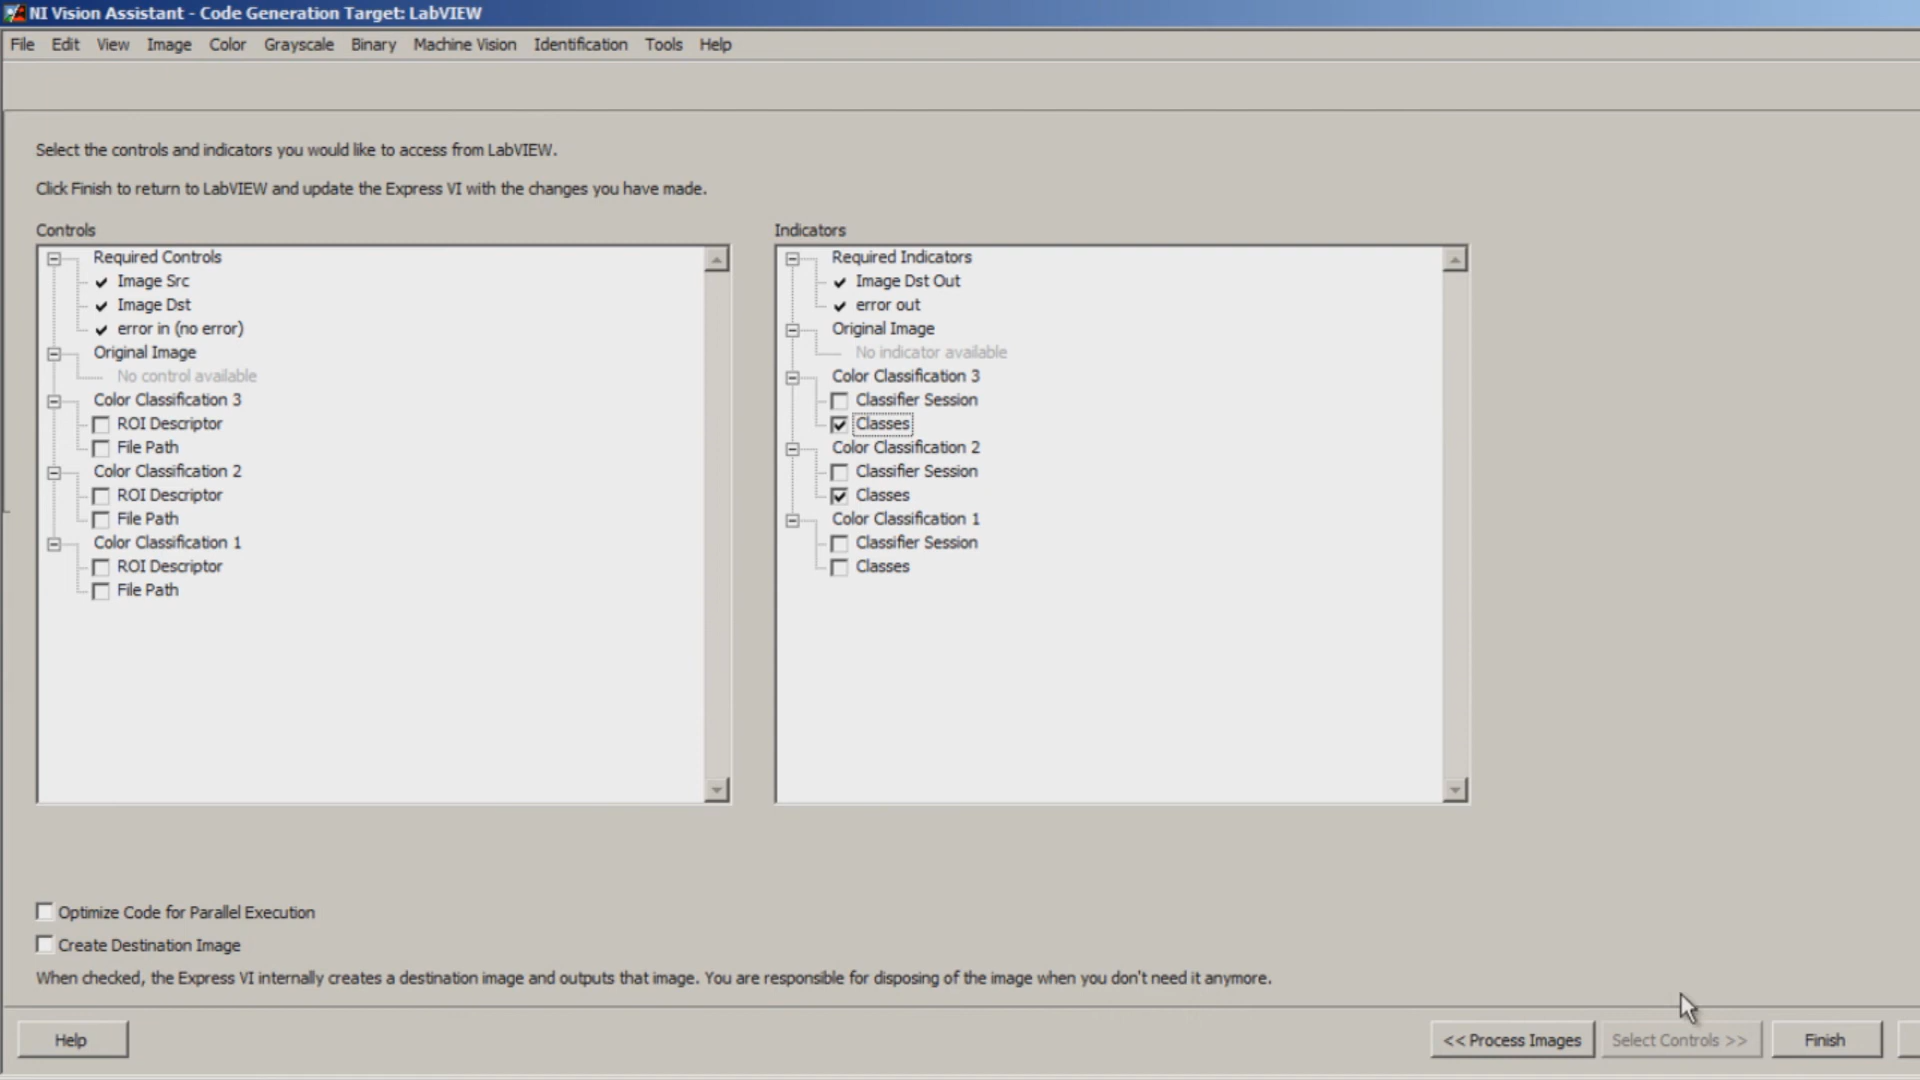 NI Vision Assistant - Code Generation Target: LabVIEW
File Edit View Image Color Grayscale Binary Machine Vision Identification Tools Help
Select the controls and indicators you would like to access from LabVIEW.
Click Finish to return to LabVIEW and update the Express VI with the changes you have made.
Controls
Required Controls
Image Src
Image Dst
error in (no error)
Original Image
No control available
Color Classification 3
ROI Descriptor
File Path
Color Classification 2
ROI Descriptor
File Path
Color Classification 1
ROI Descriptor
File Path
Indicators
Required Indicators
Image Dst Out
error out
Original Image
No indicator available
Color Classification 3
Classifier Session
Classes
Color Classification 2
Classifier Session
Classes
Color Classification 1
Classifier Session
Classes
Optimize Code for Parallel Execution
Create Destination Image
When checked, the Express VI internally creates a destination image and outputs that image. You are responsible for disposing of the image when you don't need it anymore.
Help
<< Process Images
Select Controls >>
Finish